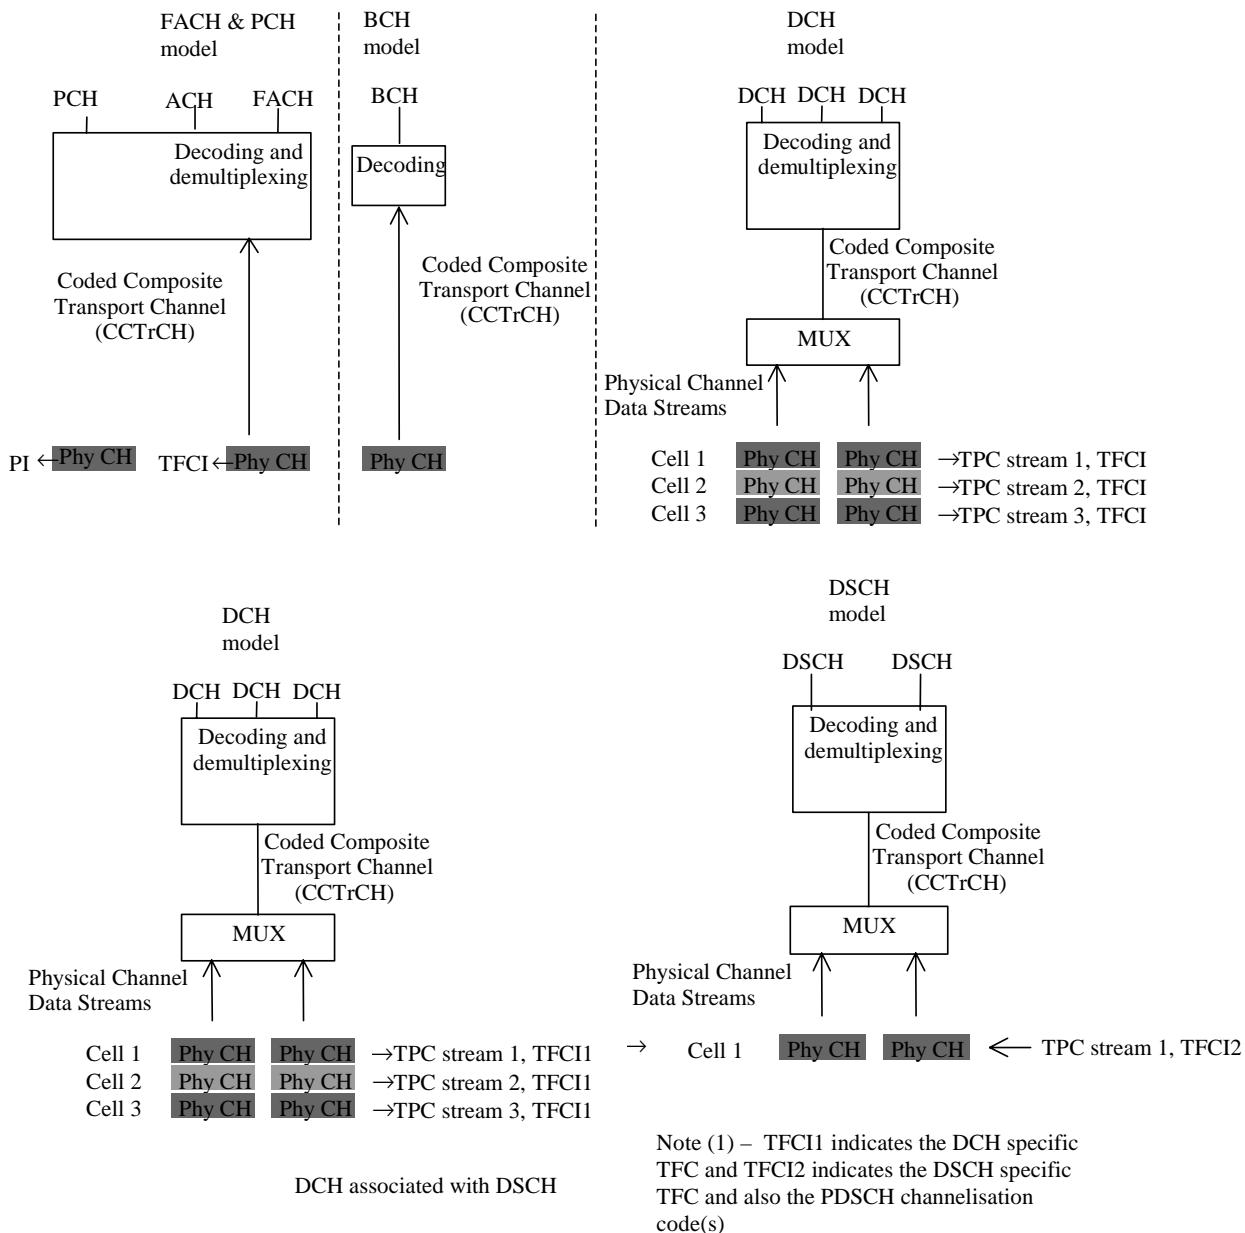 FACH & PCH
model
BCH
model
DCH
model
PCH
ACH
FACH
BCH
DCH DCH DCH
Decoding and
demultiplexing
Decoding
Decoding and
demultiplexing
Coded Composite
Transport Channel
(CCTrCH)
Coded Composite
Transport Channel
(CCTrCH)
Coded Composite
Transport Channel
(CCTrCH)
MUX
Physical Channel
Data Streams
PI ←Phy CH
TFCI←Phy CH
Phy CH
Cell 1 Phy CH Phy CH →TPC stream 1, TFCI
Cell 2 Phy CH Phy CH →TPC stream 2, TFCI
Cell 3 Phy CH Phy CH →TPC stream 3, TFCI
DCH
model
DCH DCH DCH
Decoding and
demultiplexing
Coded Composite
Transport Channel
(CCTrCH)
MUX
Physical Channel
Data Streams
Cell 1 Phy CH Phy CH →TPC stream 1, TFCI1
Cell 2 Phy CH Phy CH →TPC stream 2, TFCI1
Cell 3 Phy CH Phy CH →TPC stream 3, TFCI1
DCH associated with DSCH
DSCH
model
DSCH DSCH
Decoding and
demultiplexing
Coded Composite
Transport Channel
(CCTrCH)
MUX
Physical Channel
Data Streams
→ Cell 1 Phy CH Phy CH ← TPC stream 1, TFCI2
Note (1) – TFCI1 indicates the DCH specific
TFC and TFCI2 indicates the DSCH specific
TFC and also the PDSCH channelisation
code(s)